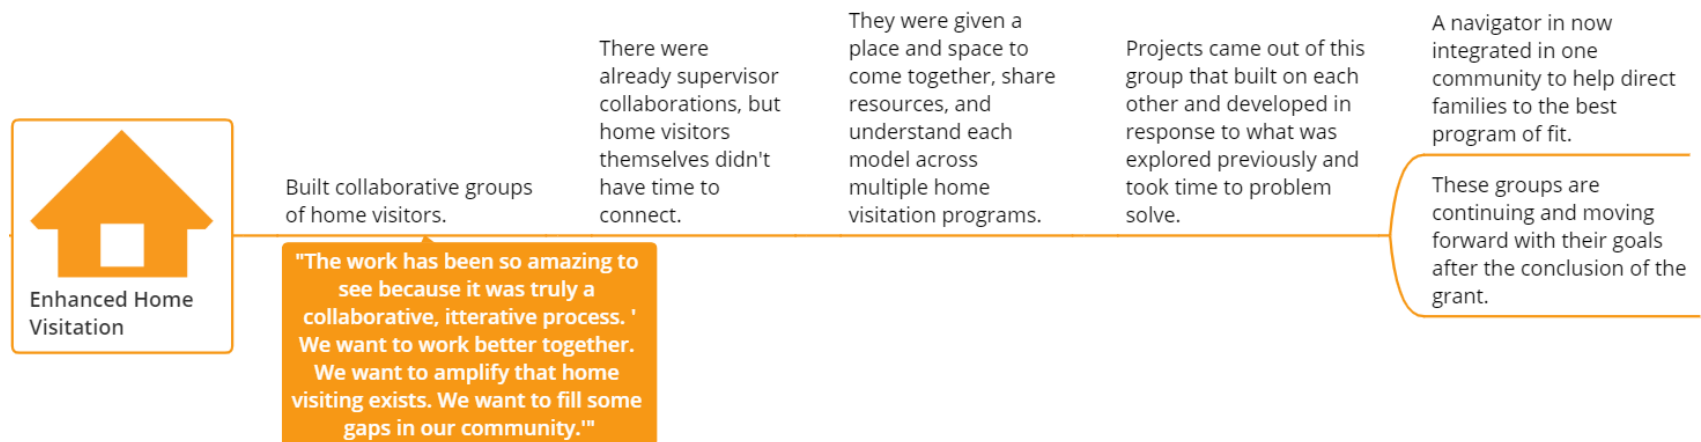 Enhanced Home
Visitation
Built collaborative groups
of home visitors.
"The work has been so amazing to
see because it was truly a
collaborative, itterative process. '
We want to work better together.
We want to amplify that home
visiting exists. We want to fill some
gaps in our community.'"
There were
already supervisor
collaborations, but
home visitors
themselves didn't
have time to
connect.
They were given a
place and space to
come together, share
resources, and
understand each
model across
multiple home
visitation programs.
Projects came out of this
group that built on each
other and developed in
response to what was
explored previously and
took time to problem
solve.
A navigator in now
integrated in one
community to help direct
families to the best
program of fit.
These groups are
continuing and moving
forward with their goals
after the conclusion of the
grant.